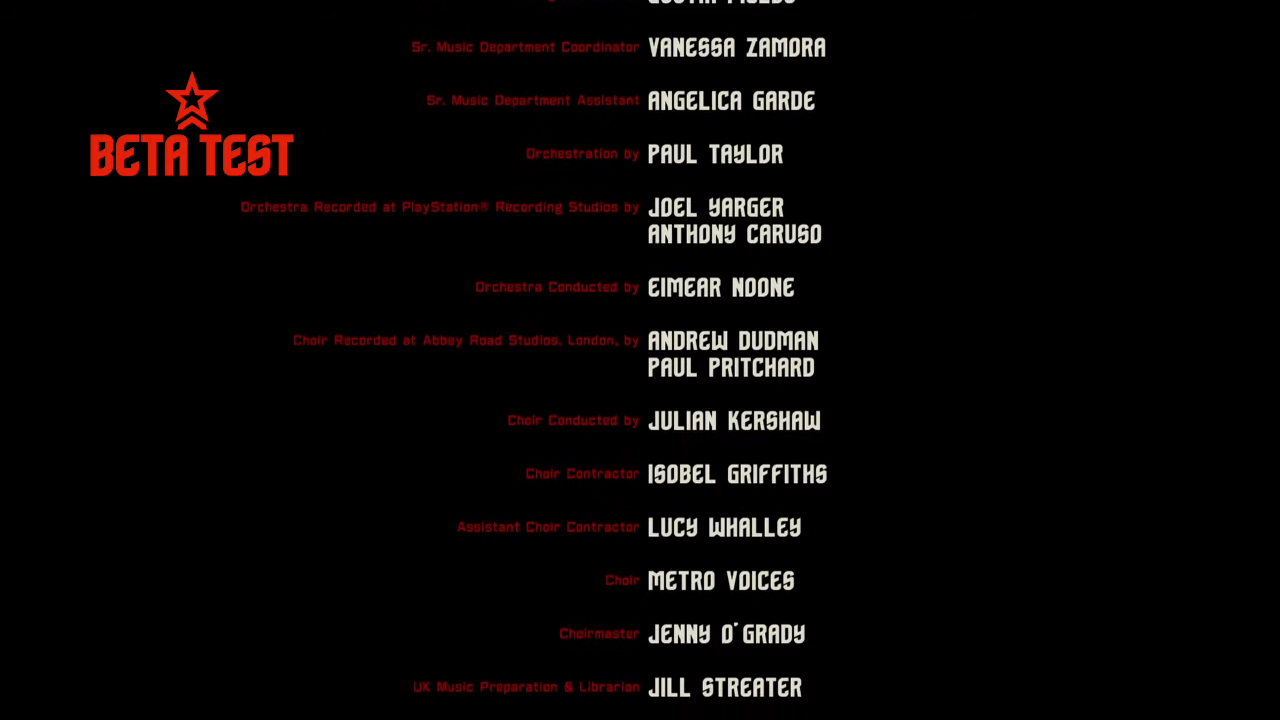 Sr. Music Department Coordinator VANESSA ZAMORA
Sr. Music Department Assistant ANGELICA GARDE
BETA TEST
Orchestration by PAUL TAYLOR
Orchestra Recorded at PlayStation® Recording Studios by JOEL YARGER
ANTHONY CARUSO
Orchestra Conducted by EIMEAR NOONE
Choir Recorded at Abbey Road Studios, London, by ANDREW DUDMAN
PAUL PRITCHARD
Choir Conducted by JULIAN KERSHAW
Choir Contractor ISOBEL GRIFFITHS
Assistant Choir Contractor LUCY WHALLEY
Choir METRO VOICES
Choirmaster JENNY O'GRADY
UK Music Preparation & Librarian JILL STREATER